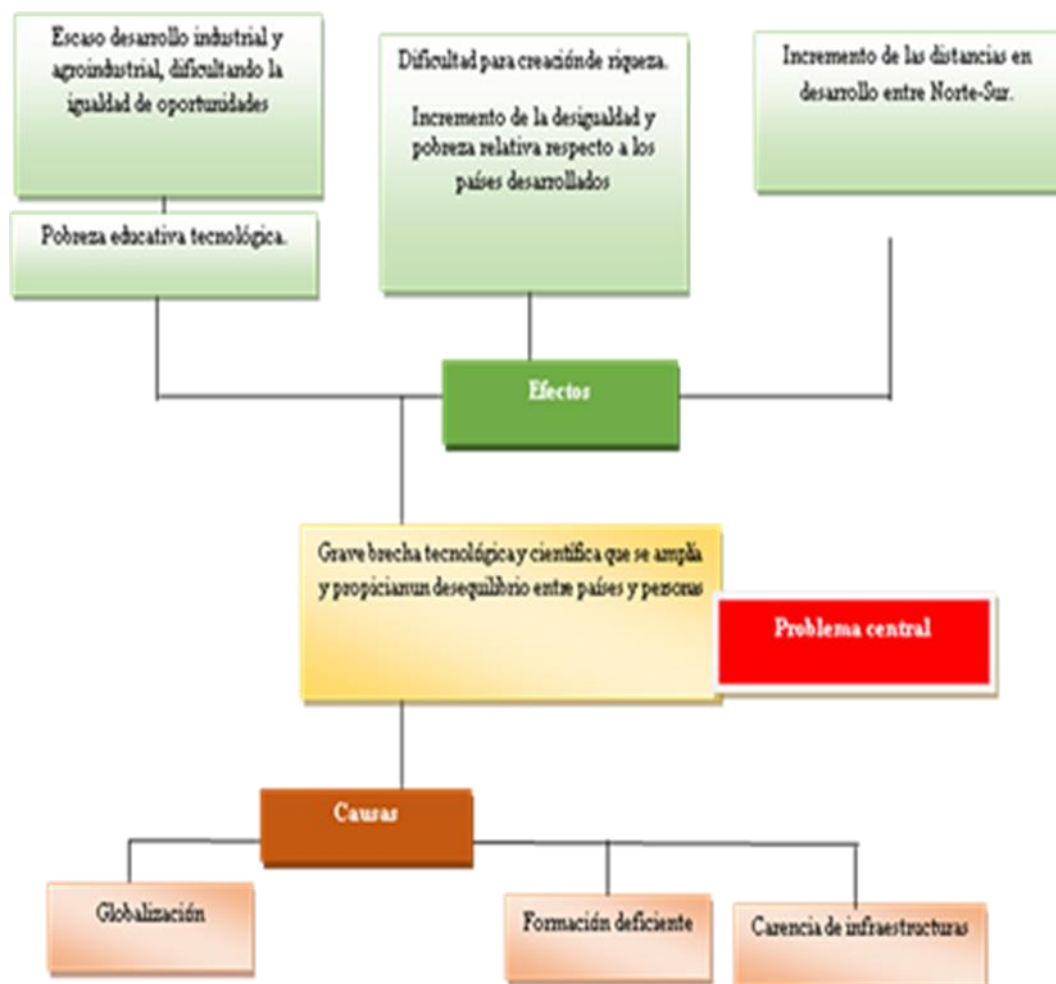 Escaso desarrollo industrial y
agroindustrial, dificultando la
igualdad de oportunidades
Pobreza educativa tecnológica.
Dificultad para creaciónde riqueza.
Incremento de la desigualdad y
pobreza relativa respecto a los
países desarrollados
Incremento de las distancias en
desarrollo entre Norte-Sur.
Efectos
Grave brecha tecnológica y científica que se amplía
y propicianun desequilibrio entre países y personas
Problema central
Causas
Globalización
Formación deficiente
Carencia de infraestructuras